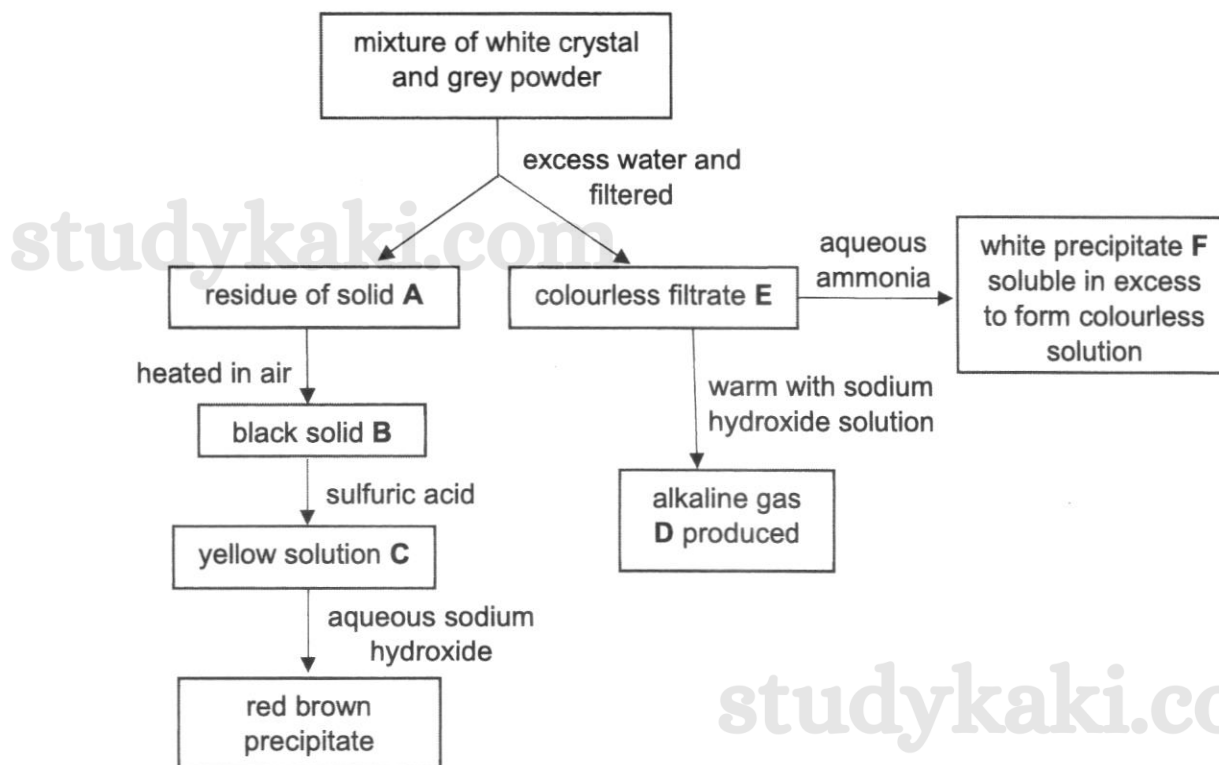 mixture of white crystal
and grey powder
excess water and
filtered
studykaki.com
residue of solid A
colourless filtrate E
aqueous
ammonia
white precipitate F
soluble in excess
to form colourless
solution
heated in air
black solid B
warm with sodium
hydroxide solution
sulfuric acid
alkaline gas
D produced
yellow solution C
aqueous sodium
hydroxide
red brown
precipitate
studykaki.co